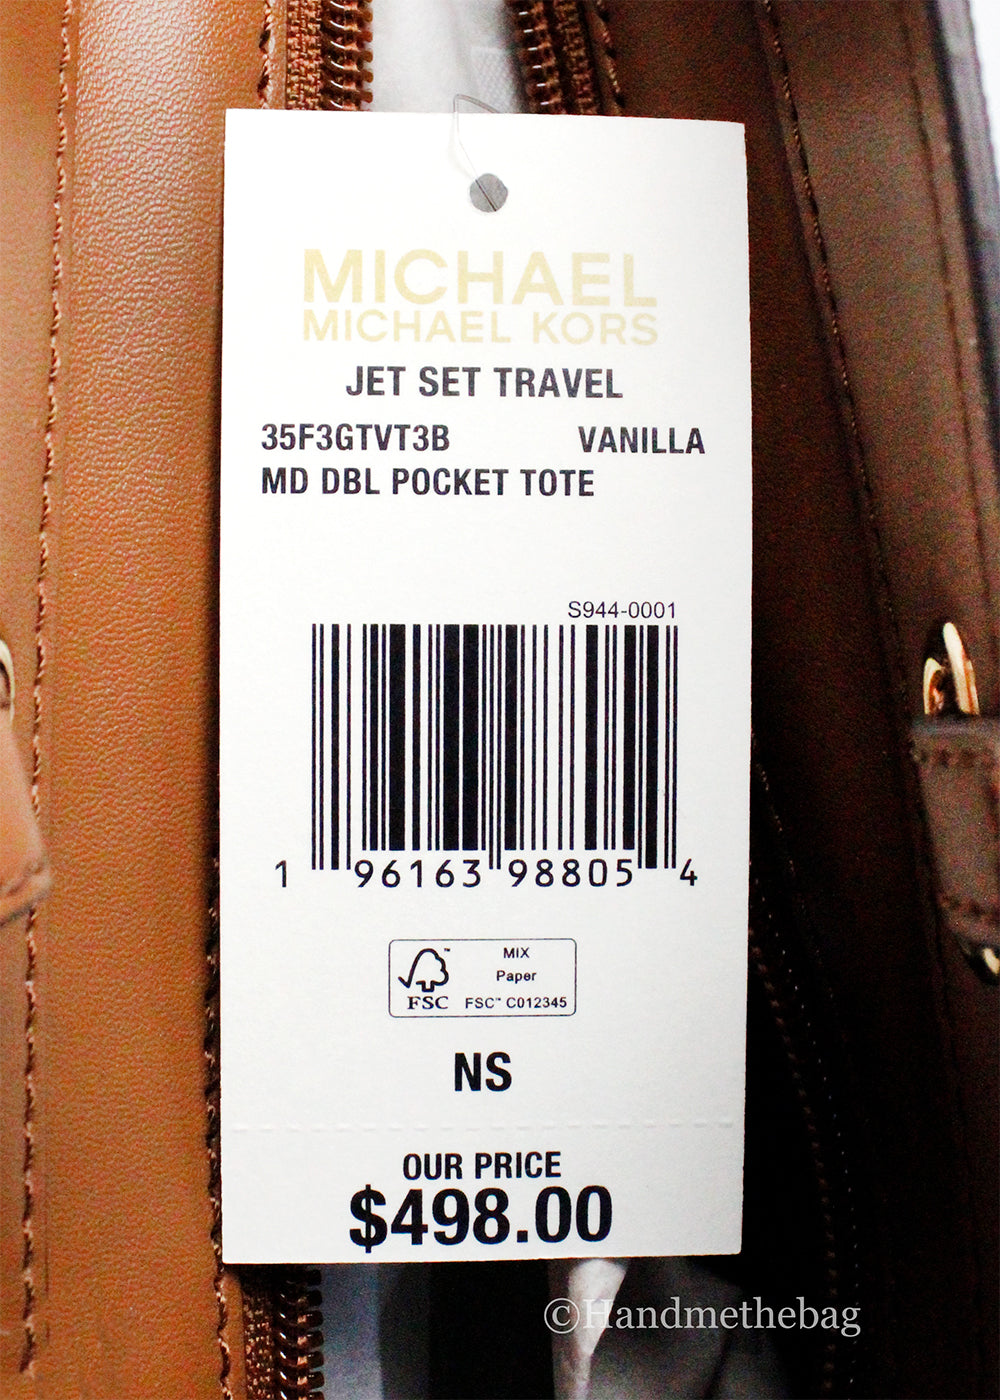 MICHAEL
MICHAEL KORS
JET SET TRAVEL
35F3GTVT3B VANILLA
MD DBL POCKET TOTE
S944-0001
1 96163 98805 4
FSC™
MIX
Paper
FSC™ C012345
NS
OUR PRICE
$498.00
©Handmethebag